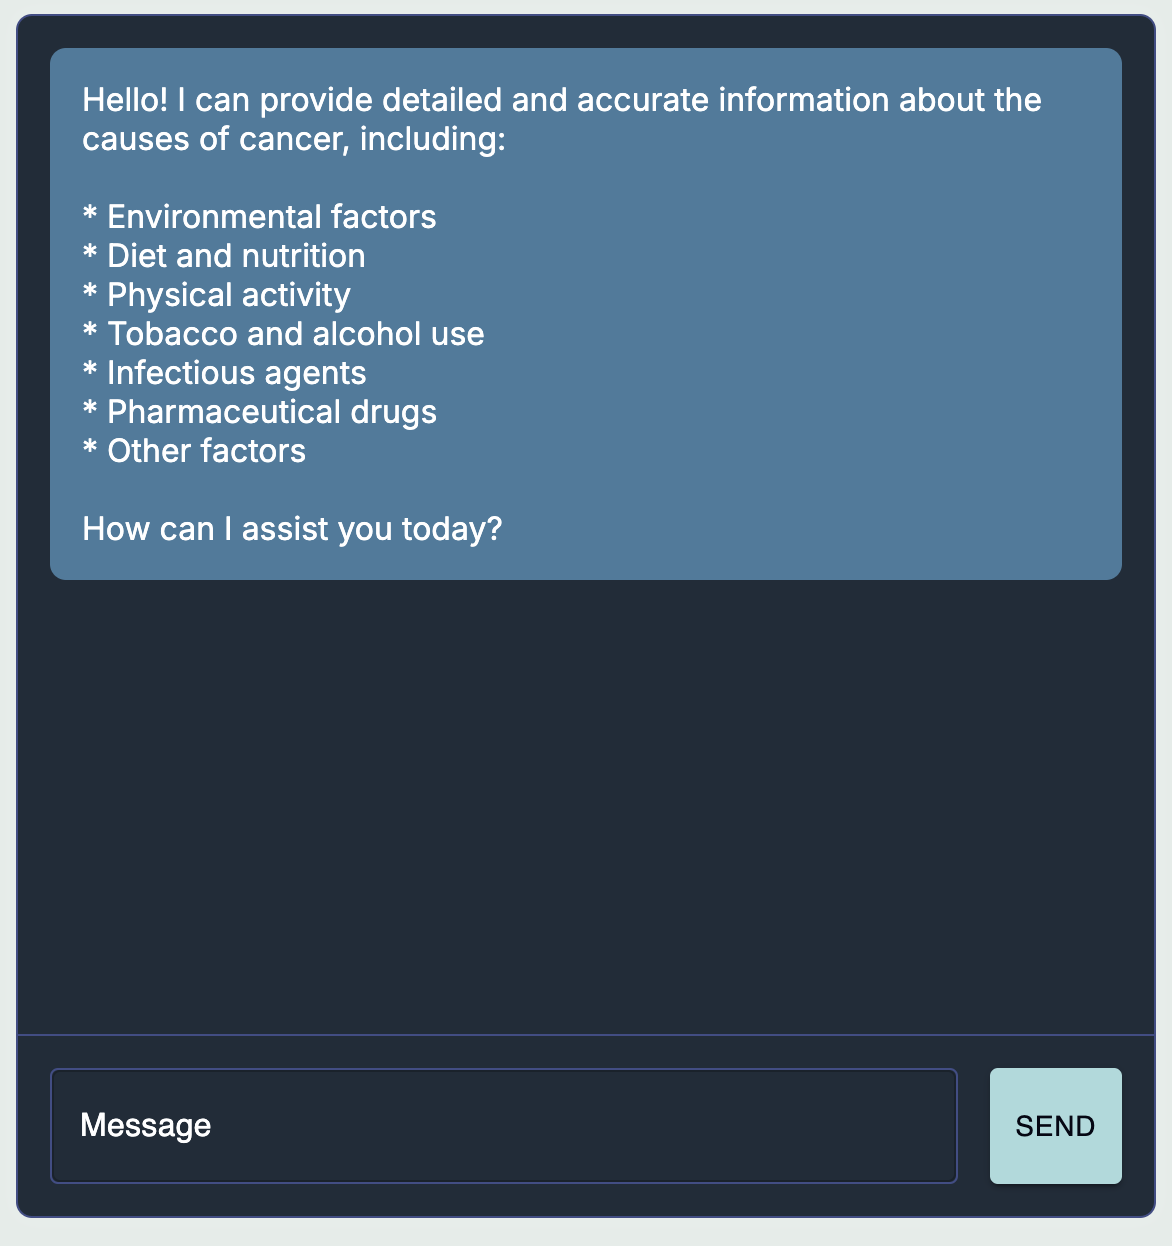 Hello! I can provide detailed and accurate information about the
causes of cancer, including:
* Environmental factors
* Diet and nutrition
* Physical activity
* Tobacco and alcohol use
* Infectious agents
* Pharmaceutical drugs
* Other factors
How can I assist you today?
Message
SEND